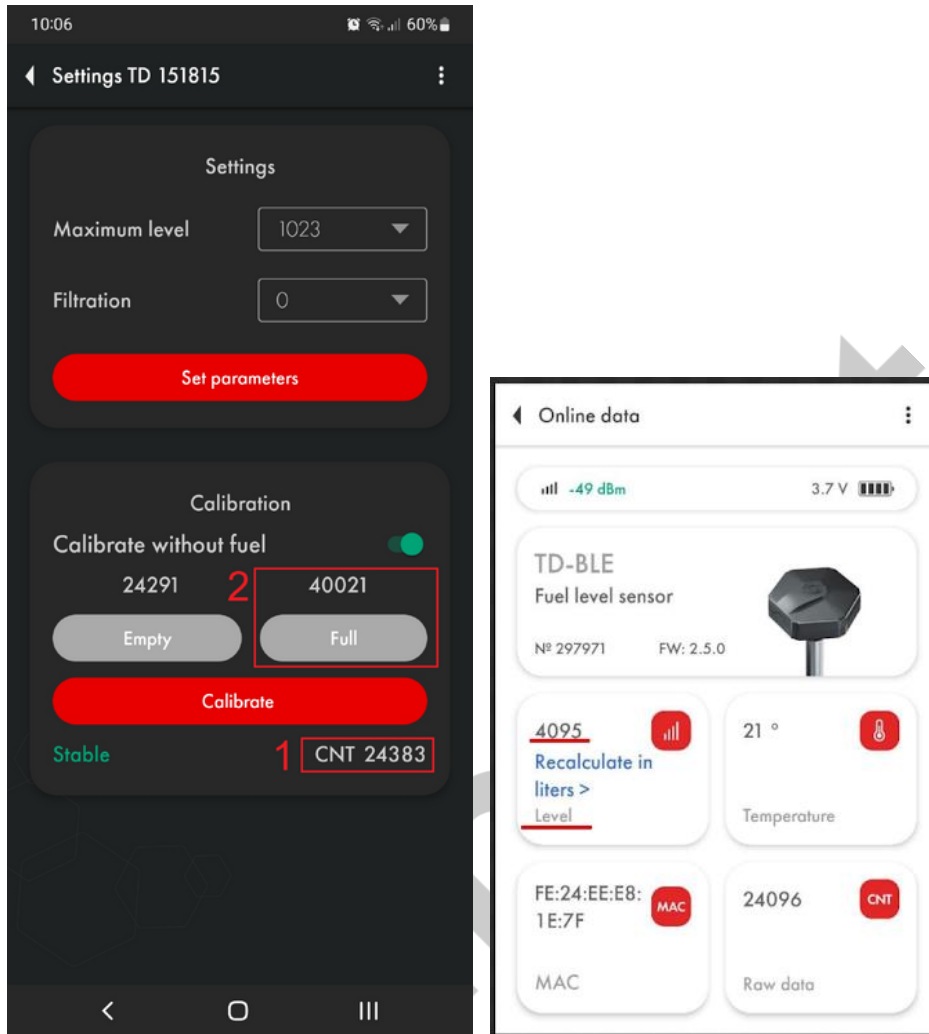 10:06
60%
Settings TD 151815
Settings
Maximum level
1023
Filtration
0
Set parameters
Calibration
Calibrate without fuel
24291
2
40021
Empty
Full
Calibrate
Stable
1
CNT 24383
Online data
-49 dBm
3.7 V
TD-BLE
Fuel level sensor
№ 297971
FW: 2.5.0
4095
Recalculate in
liters >
Level
21 °
Temperature
FE:24:EE:E8:
1E:7F
MAC
MAC
24096
CNT
Raw data